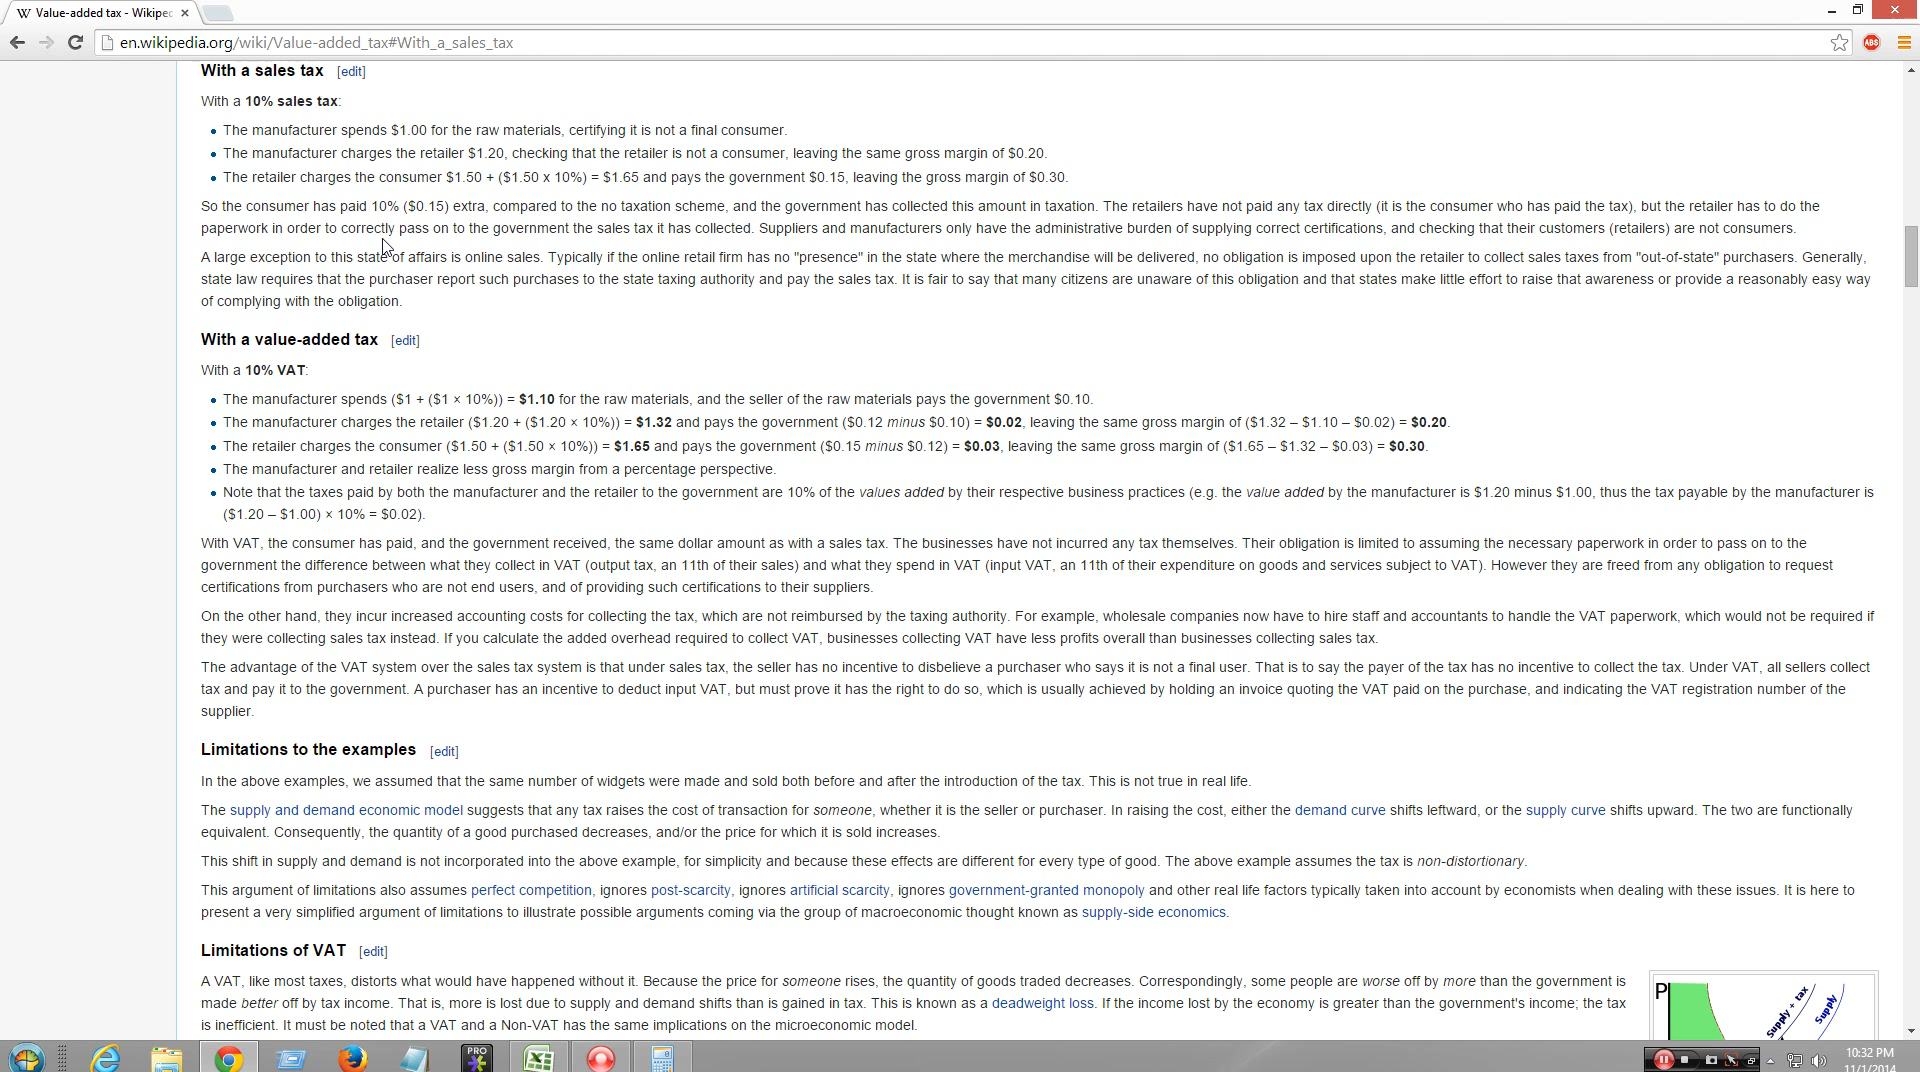 Value-added tax - Wikipec
en.wikipedia.org/wiki/Value-added_tax#With_a_sales_tax
ABS
With a sales tax [edit]
With a 10% sales tax:
The manufacturer spends $1.00 for the raw materials, certifying it is not a final consumer.
The manufacturer charges the retailer $1.20, checking that the retailer is not a consumer, leaving the same gross margin of $0.20.
The retailer charges the consumer $1.50 + ($1.50 x 10%) = $1.65 and pays the government $0.15, leaving the gross margin of $0.30.
So the consumer has paid 10% ($0.15) extra, compared to the no taxation scheme, and the government has collected this amount in taxation. The retailers have not paid any tax directly (it is the consumer who has paid the tax), but the retailer has to do the
paperwork in order to correctly pass on to the government the sales tax it has collected. Suppliers and manufacturers only have the administrative burden of supplying correct certifications, and checking that their customers (retailers) are not consumers.
A large exception to this state of affairs is online sales. Typically if the online retail firm has no "presence" in the state where the merchandise will be delivered, no obligation is imposed upon the retailer to collect sales taxes from "out-of-state" purchasers. Generally,
state law requires that the purchaser report such purchases to the state taxing authority and pay the sales tax. It is fair to say that many citizens are unaware of this obligation and that states make little effort to raise that awareness or provide a reasonably easy way
of complying with the obligation.
With a value-added tax [edit]
With a 10% VAT:
The manufacturer spends ($1 + ($1 × 10%)) = $1.10 for the raw materials, and the seller of the raw materials pays the government $0.10.
The manufacturer charges the retailer ($1.20 + ($1.20 × 10%)) = $1.32 and pays the government ($0.12 minus $0.10) = $0.02, leaving the same gross margin of ($1.32 – $1.10 – $0.02) = $0.20.
The retailer charges the consumer ($1.50 + ($1.50 × 10%)) = $1.65 and pays the government ($0.15 minus $0.12) = $0.03, leaving the same gross margin of ($1.65 – $1.32 – $0.03) = $0.30.
The manufacturer and retailer realize less gross margin from a percentage perspective.
Note that the taxes paid by both the manufacturer and the retailer to the government are 10% of the values added by their respective business practices (e.g. the value added by the manufacturer is $1.20 minus $1.00, thus the tax payable by the manufacturer is
($1.20 – $1.00) × 10% = $0.02).
With VAT, the consumer has paid, and the government received, the same dollar amount as with a sales tax. The businesses have not incurred any tax themselves. Their obligation is limited to assuming the necessary paperwork in order to pass on to the
government the difference between what they collect in VAT (output tax, an 11th of their sales) and what they spend in VAT (input VAT, an 11th of their expenditure on goods and services subject to VAT). However they are freed from any obligation to request
certifications from purchasers who are not end users, and of providing such certifications to their suppliers.
On the other hand, they incur increased accounting costs for collecting the tax, which are not reimbursed by the taxing authority. For example, wholesale companies now have to hire staff and accountants to handle the VAT paperwork, which would not be required if
they were collecting sales tax instead. If you calculate the added overhead required to collect VAT, businesses collecting VAT have less profits overall than businesses collecting sales tax.
The advantage of the VAT system over the sales tax system is that under sales tax, the seller has no incentive to disbelieve a purchaser who says it is not a final user. That is to say the payer of the tax has no incentive to collect the tax. Under VAT, all sellers collect
tax and pay it to the government. A purchaser has an incentive to deduct input VAT, but must prove it has the right to do so, which is usually achieved by holding an invoice quoting the VAT paid on the purchase, and indicating the VAT registration number of the
supplier.
Limitations to the examples [edit]
In the above examples, we assumed that the same number of widgets were made and sold both before and after the introduction of the tax. This is not true in real life.
The supply and demand economic model suggests that any tax raises the cost of transaction for someone, whether it is the seller or purchaser. In raising the cost, either the demand curve shifts leftward, or the supply curve shifts upward. The two are functionally
equivalent. Consequently, the quantity of a good purchased decreases, and/or the price for which it is sold increases.
This shift in supply and demand is not incorporated into the above example, for simplicity and because these effects are different for every type of good. The above example assumes the tax is non-distortionary.
This argument of limitations also assumes perfect competition, ignores post-scarcity, ignores artificial scarcity, ignores government-granted monopoly and other real life factors typically taken into account by economists when dealing with these issues. It is here to
present a very simplified argument of limitations to illustrate possible arguments coming via the group of macroeconomic thought known as supply-side economics.
Limitations of VAT [edit]
A VAT, like most taxes, distorts what would have happened without it. Because the price for someone rises, the quantity of goods traded decreases. Correspondingly, some people are worse off by more than the government is
made better off by tax income. That is, more is lost due to supply and demand shifts than is gained in tax. This is known as a deadweight loss. If the income lost by the economy is greater than the government's income; the tax
is inefficient. It must be noted that a VAT and a Non-VAT has the same implications on the microeconomic model.
P
Supply + tax
Supply
PRO
10:32 PM
11/1/2014